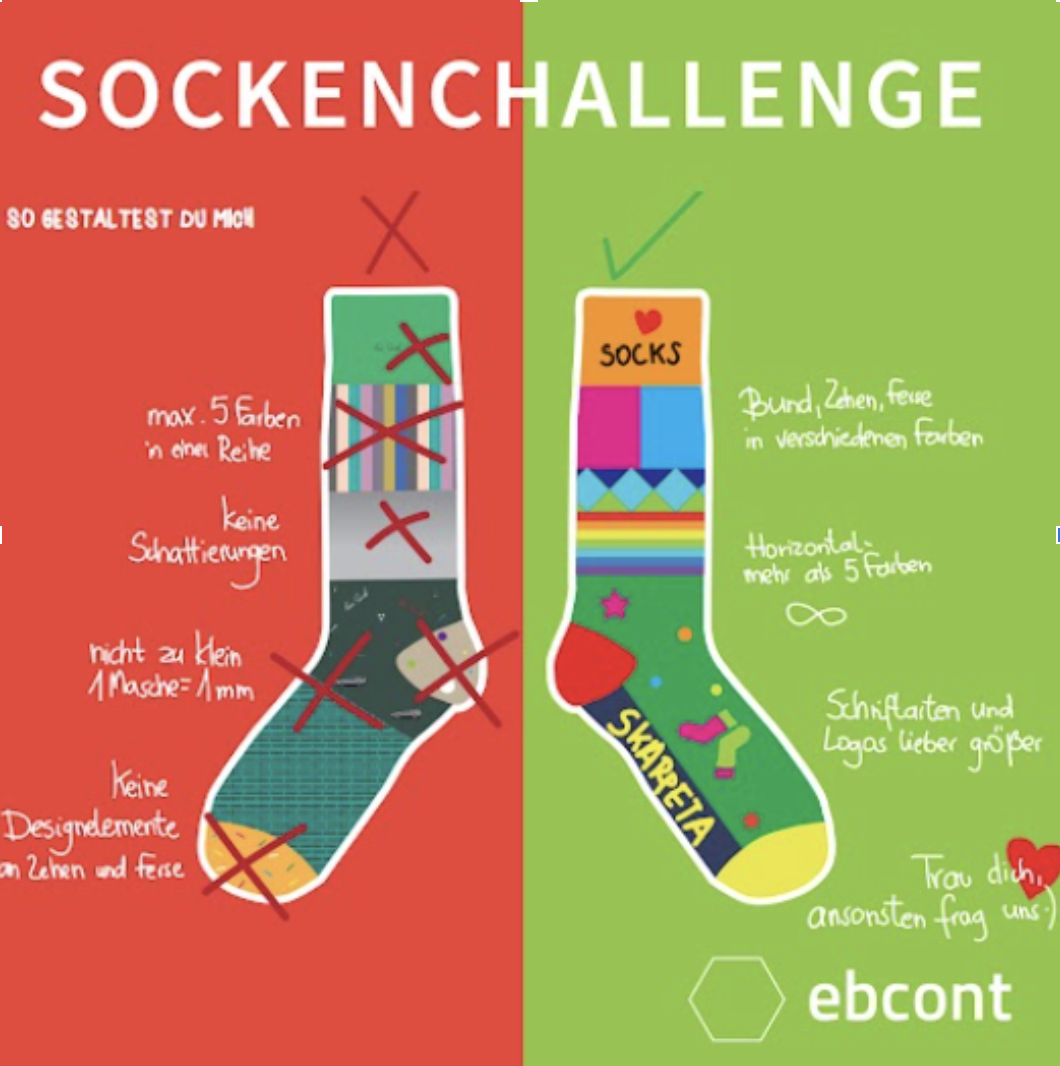 SOCKENCHALLENGE
SO GESTALTEST DU MICH
max. 5 Farben
in einer Reihe
keine
Schattierungen
nicht zu klein
1 Masche = 1 mm
Keine
Designelemente
an Zehen und Ferse
SOCKS
SKARPETA
Bund, Zehen, Ferse
in verschiedenen Farben
Horizontal-
mehr als 5 Farben
∞
Schriftarten und
Logos lieber größer
Trau dich,
ansonsten frag uns :)
ebcont